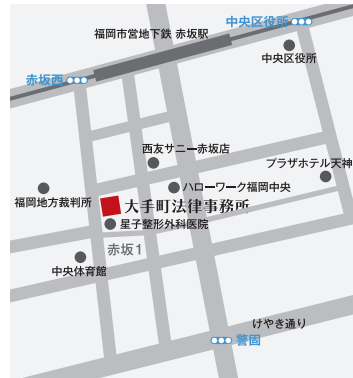 中央区役所
福岡市営地下鉄 赤坂駅
中央区役所
赤坂西
西友サニー赤坂店
プラザホテル天神
ハローワーク福岡中央
福岡地方裁判所
大手町法律事務所
星子整形外科医院
赤坂1
中央体育館
けやき通り
警固